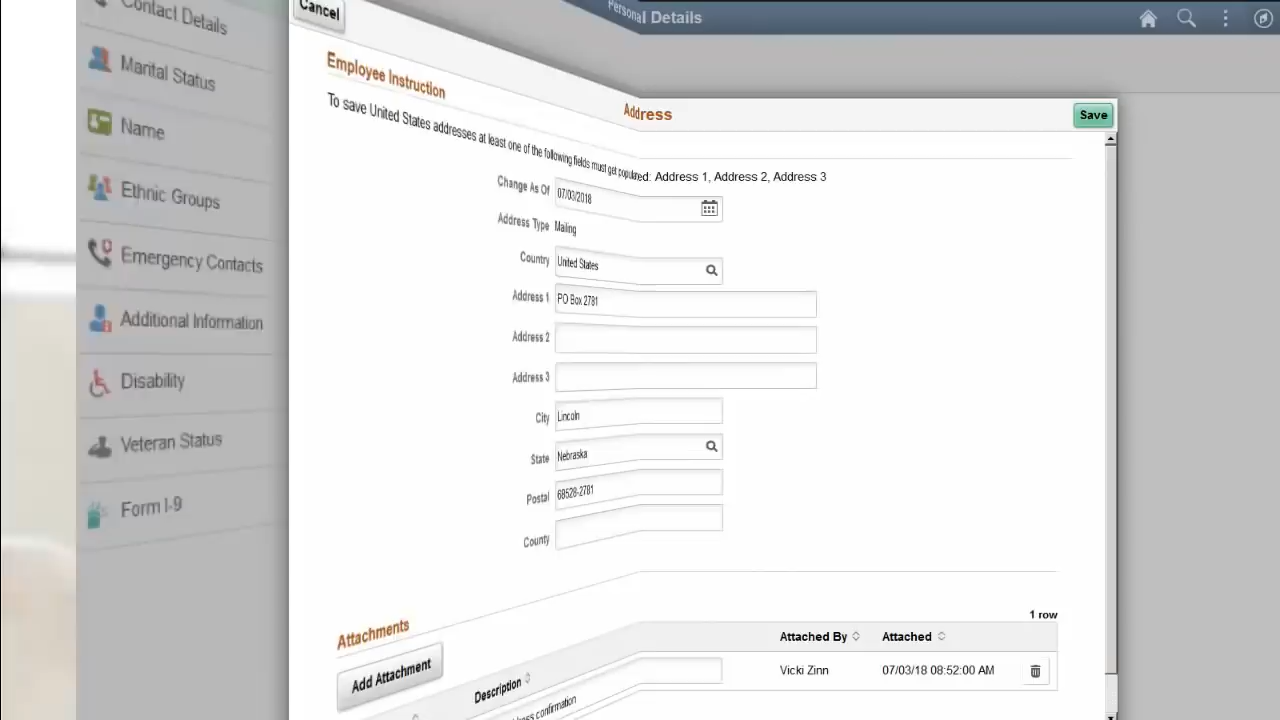 Personal Details
Contact Details
Marital Status
Name
Ethnic Groups
Emergency Contacts
Additional Information
Disability
Veteran Status
Form I-9
Cancel
Address
Save
Employee Instruction
To save United States addresses at least one of the following fields must get populated: Address 1, Address 2, Address 3
Change As Of 07/03/2018
Address Type Mailing
Country United States
Address 1 PO Box 2781
Address 2
Address 3
City Lincoln
State Nebraska
Postal 68528-2781
County
Attachments
1 row
Add Attachment
Description Attached By Attached
Vicki Zinn 07/03/18 08:52:00 AM
confirmation